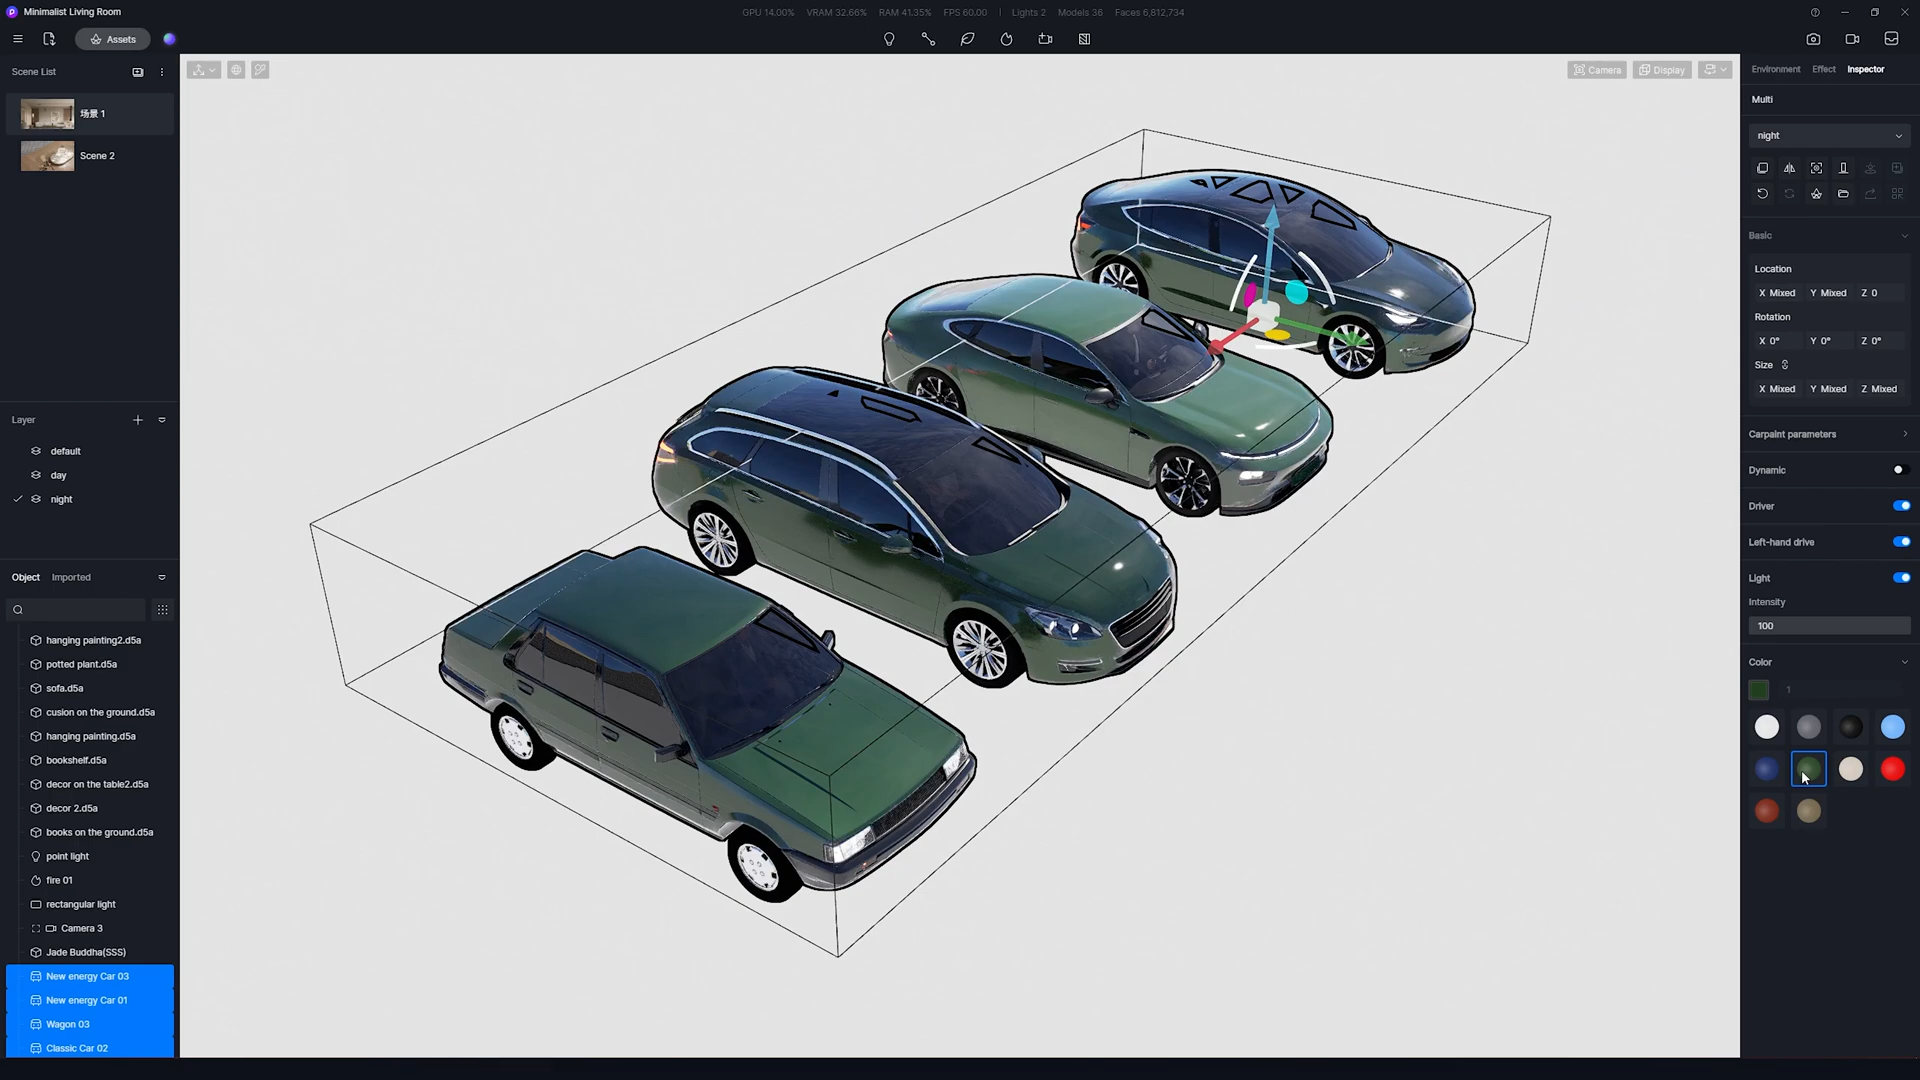 Minimalist Living Room
GPU 14.00% VRAM 32.66% RAM 41.35% FPS 60.00 | Lights 2 Models 36 Faces 6,812,734
Assets
Scene List
场景 1
Scene 2
Layer
default
day
night
Object Imported
hanging painting2.d5a
potted plant.d5a
sofa.d5a
cusion on the ground.d5a
hanging painting.d5a
bookshelf.d5a
decor on the table2.d5a
decor 2.d5a
books on the ground.d5a
point light
fire 01
rectangular light
Camera 3
Jade Buddha(SSS)
New energy Car 03
New energy Car 01
Wagon 03
Classic Car 02
Camera Display
Environment Effect Inspector
Multi
night
Basic
Location
X Mixed Y Mixed Z 0
Rotation
X 0° Y 0° Z 0°
Size
X Mixed Y Mixed Z Mixed
Carpaint parameters
Dynamic
Driver
Left-hand drive
Light
Intensity
100
Color
1